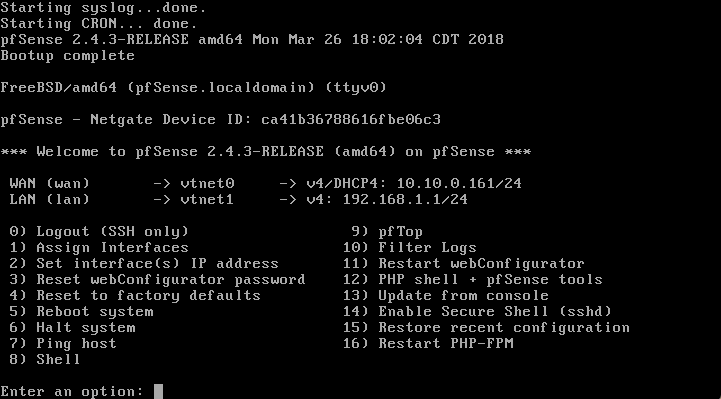 Starting syslog...done.
Starting CRON... done.
pfSense 2.4.3-RELEASE amd64 Mon Mar 26 18:02:04 CDT 2018
Bootup complete

FreeBSD/amd64 (pfSense.localdomain) (ttyv0)

pfSense - Netgate Device ID: ca41b36788616fbe06c3

*** Welcome to pfSense 2.4.3-RELEASE (amd64) on pfSense ***

 WAN (wan)       -> vtnet0     -> v4/DHCP4: 10.10.0.161/24
 LAN (lan)       -> vtnet1     -> v4: 192.168.1.1/24

 0) Logout (SSH only)                  9) pfTop
 1) Assign Interfaces                 10) Filter Logs
 2) Set interface(s) IP address       11) Restart webConfigurator
 3) Reset webConfigurator password    12) PHP shell + pfSense tools
 4) Reset to factory defaults         13) Update from console
 5) Reboot system                     14) Enable Secure Shell (sshd)
 6) Halt system                       15) Restore recent configuration
 7) Ping host                         16) Restart PHP-FPM
 8) Shell

Enter an option: